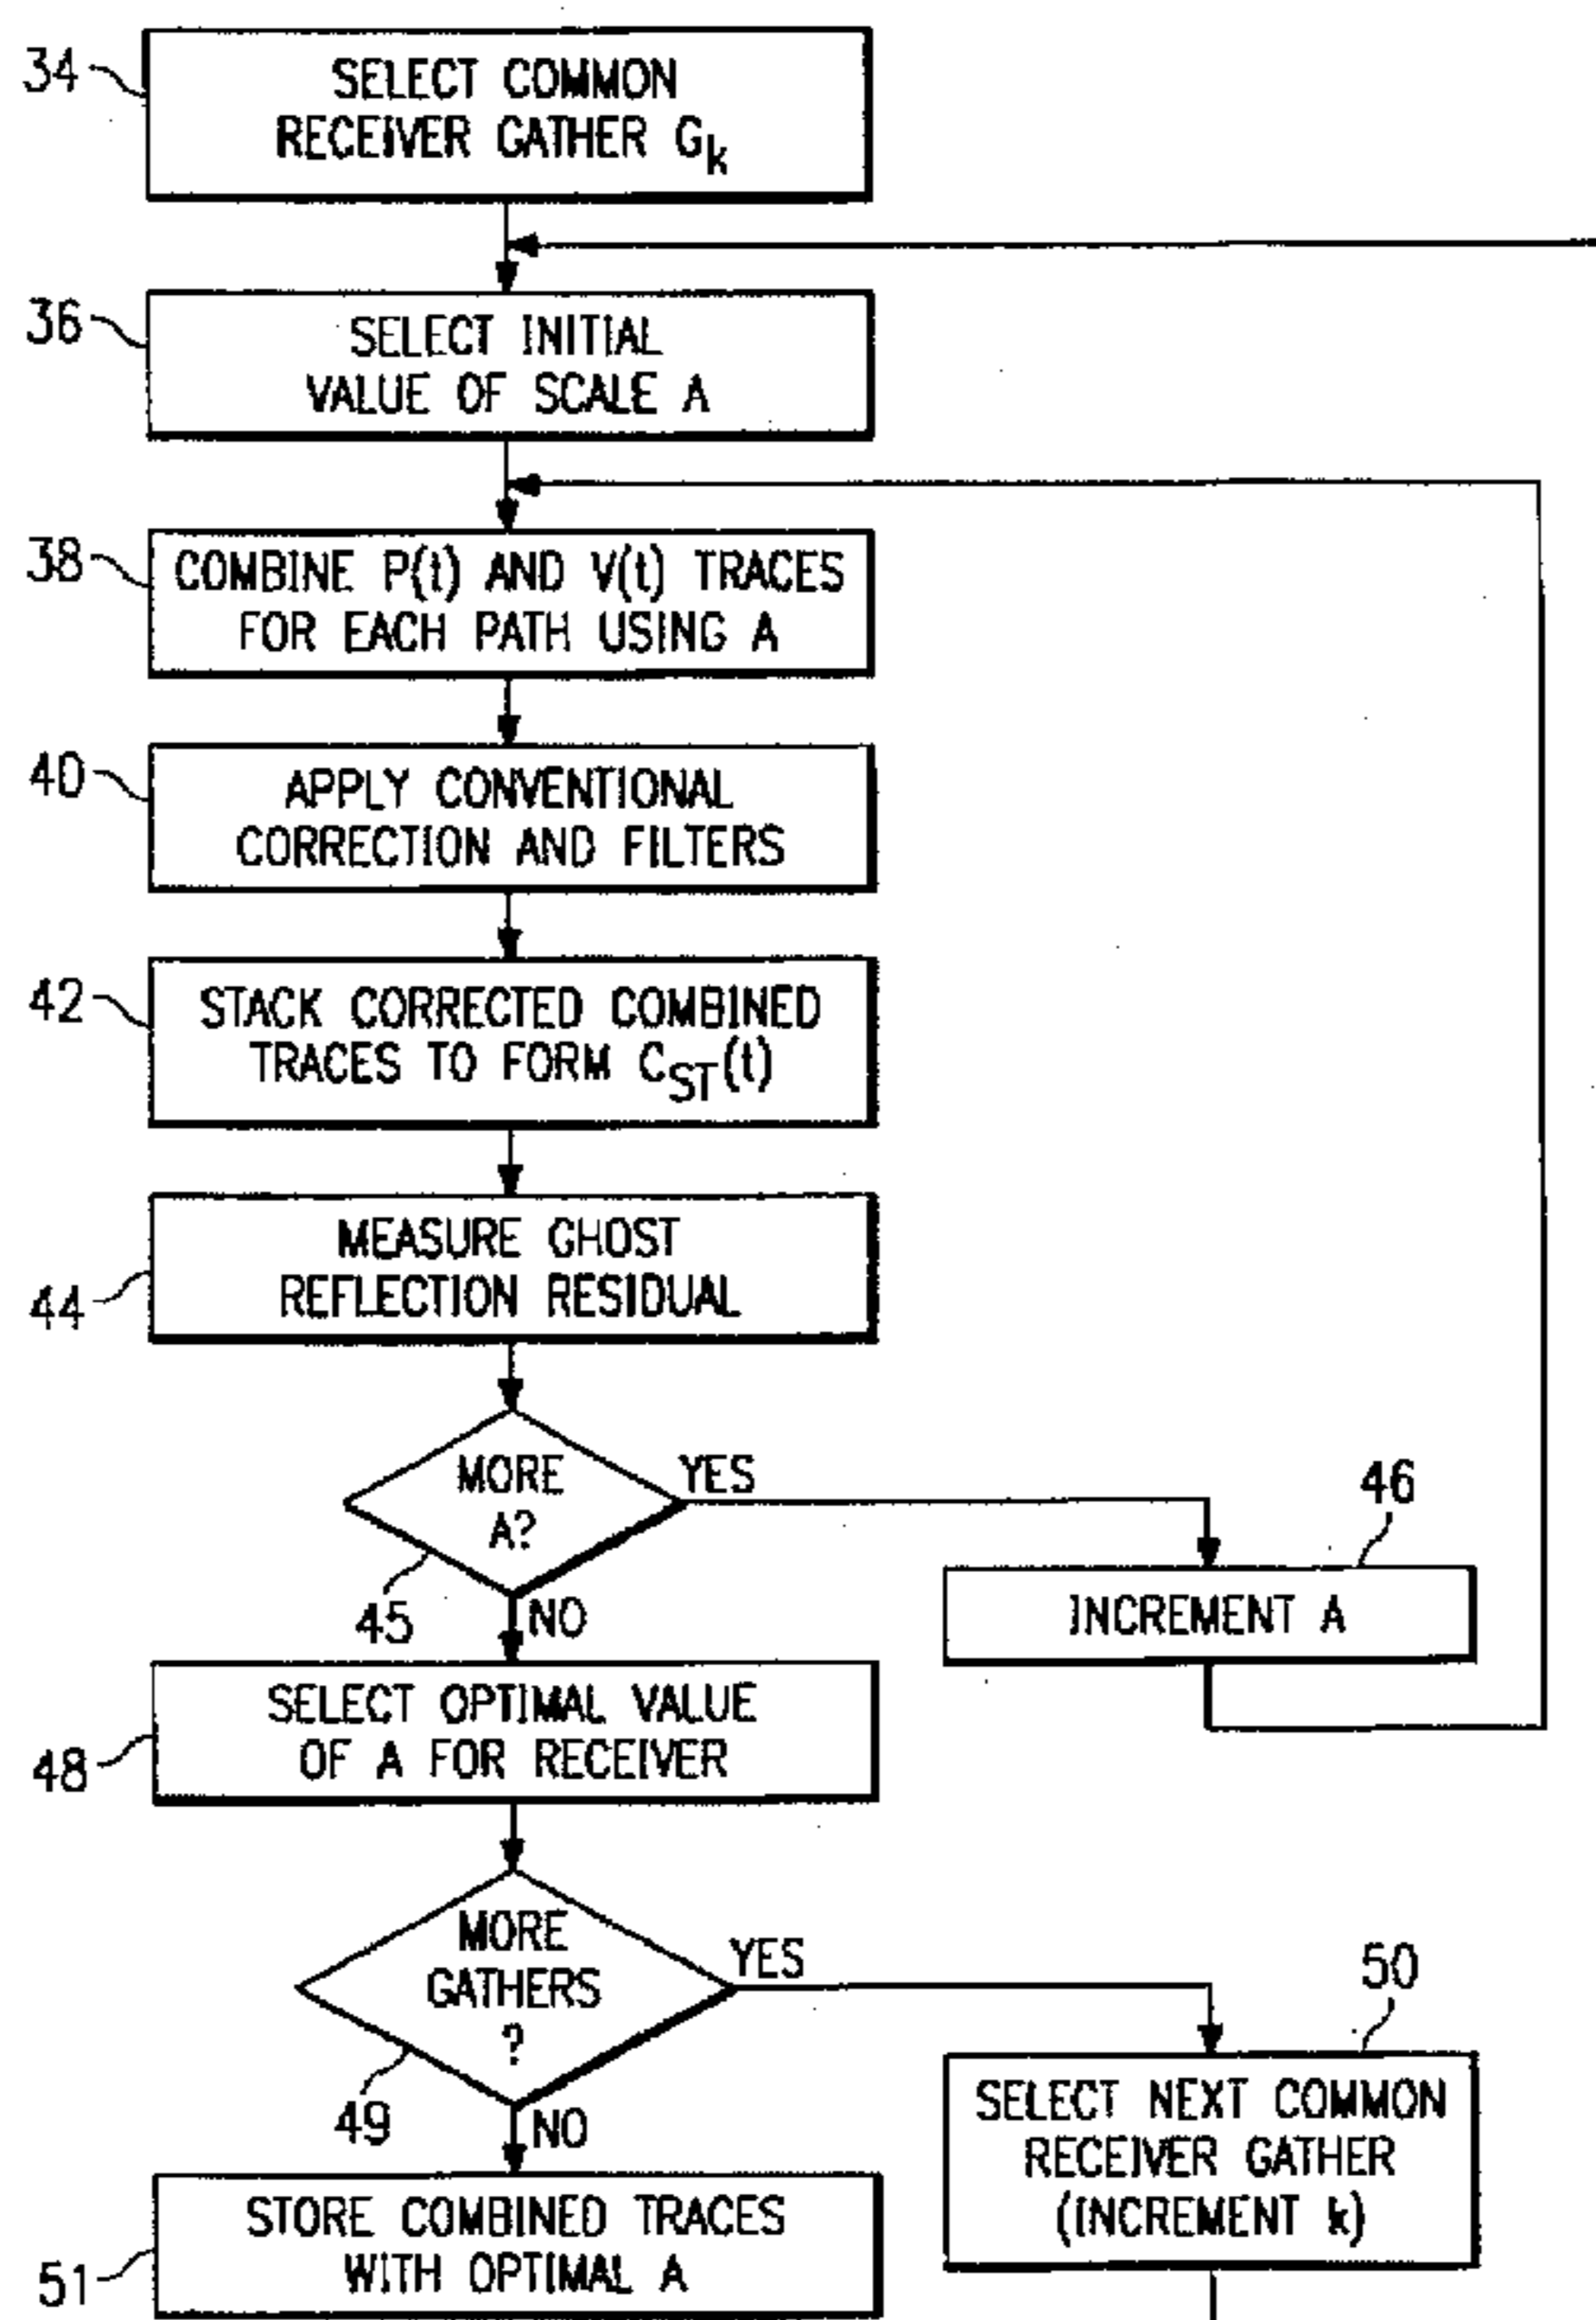 34
SELECT COMMON
RECEIVER GATHER Gk
36
SELECT INITIAL
VALUE OF SCALE A
38
COMBINE P(t) AND V(t) TRACES
FOR EACH PATH USING A
40
APPLY CONVENTIONAL
CORRECTION AND FILTERS
42
STACK CORRECTED COMBINED
TRACES TO FORM CST(t)
44
MEASURE GHOST
REFLECTION RESIDUAL
MORE
A?
YES
45
NO
46
INCREMENT A
48
SELECT OPTIMAL VALUE
OF A FOR RECEIVER
MORE
GATHERS
?
YES
49
NO
50
SELECT NEXT COMMON
RECEIVER GATHER
(INCREMENT k)
51
STORE COMBINED TRACES
WITH OPTIMAL A